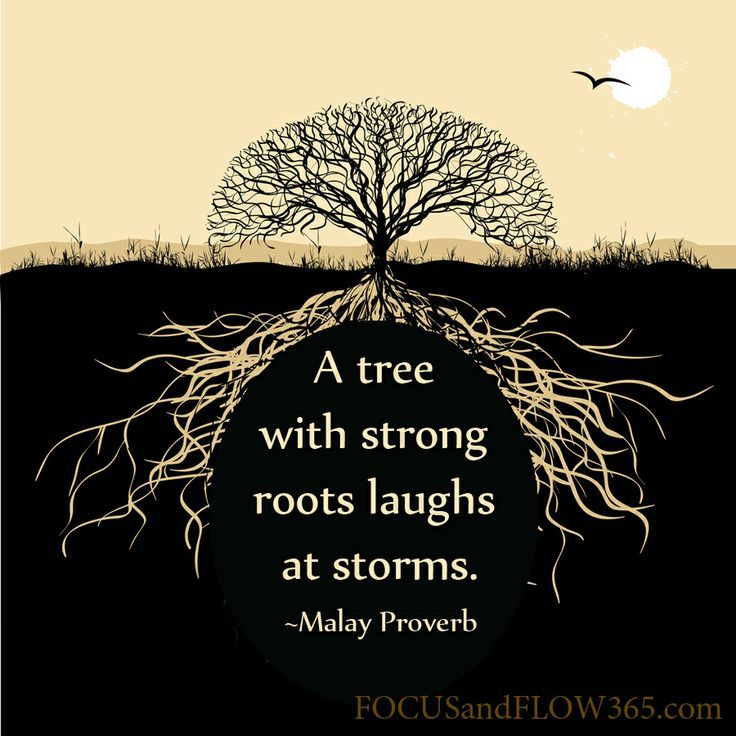 A tree
with strong
roots laughs
at storms.
~Malay Proverb
FOCUSandFLOW365.com